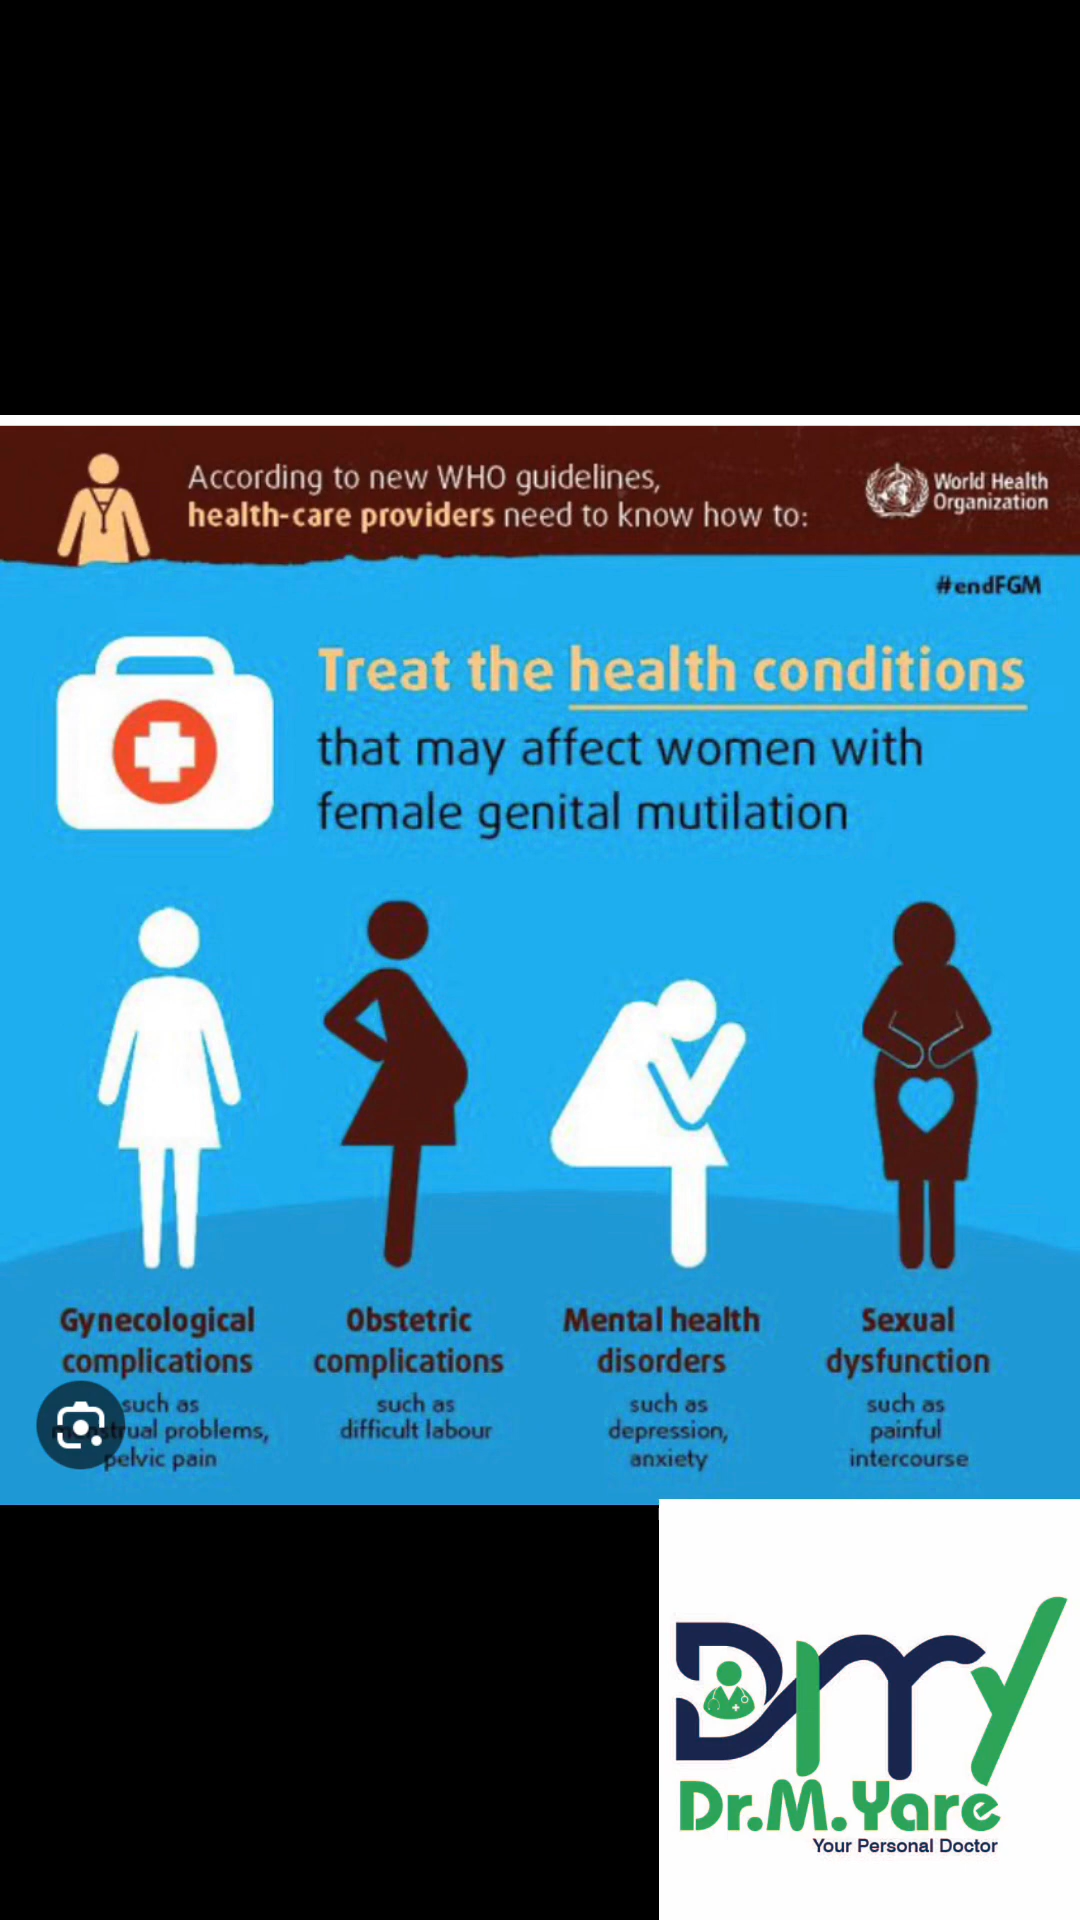 According to new WHO guidelines,
health-care providers need to know how to:
World Health
Organization
#endFGM
Treat the health conditions
that may affect women with
female genital mutilation
Gynecological
complications
such as
problems,
pelvic pain
Obstetric
complications
such as
difficult labour
Mental health
disorders
such as
depression,
anxiety
Sexual
dysfunction
such as
painful
intercourse
Dmy
Dr.M.Yare
Your Personal Doctor